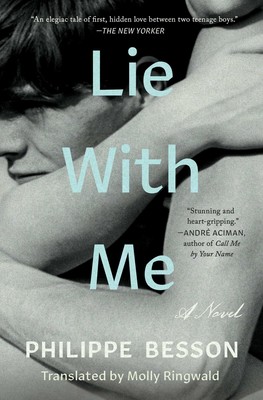 "An elegiac tale of first, hidden love between two teenage boys."
—THE NEW YORKER
Lie
With
Me
"Stunning and
heart-gripping."
—ANDRÉ ACIMAN,
author of Call Me
by Your Name
A Novel
PHILIPPE BESSON
Translated by Molly Ringwald